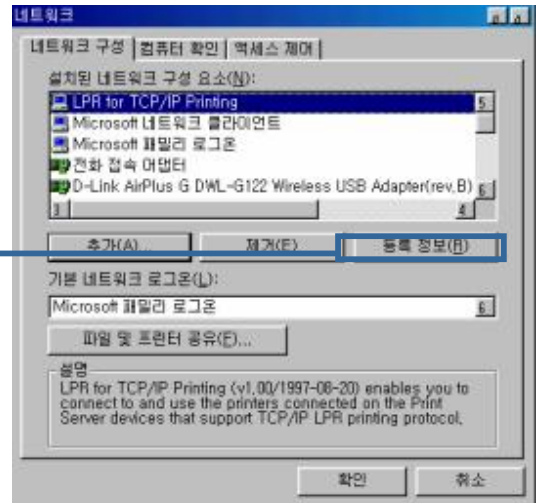 네트워크
네트워크 구성 컴퓨터 확인 액세스 제어
설치된 네트워크 구성 요소(N):
LPR for TCP/IP Printing
Microsoft 네트워크 클라이언트
Microsoft 패밀리 로그온
전화 접속 어댑터
D-Link AirPlus G DWL-G122 Wireless USB Adapter(rev,B)
추가(A)... 제거(E) 등록 정보(R)
기본 네트워크 로그온(L):
Microsoft 패밀리 로그온
파일 및 프린터 공유(F)...
설명
LPR for TCP/IP Printing (v1,00/1997-08-20) enables you to
connect to and use the printers connected on the Print
Server devices that support TCP/IP LPR printing protocol,
확인 취소